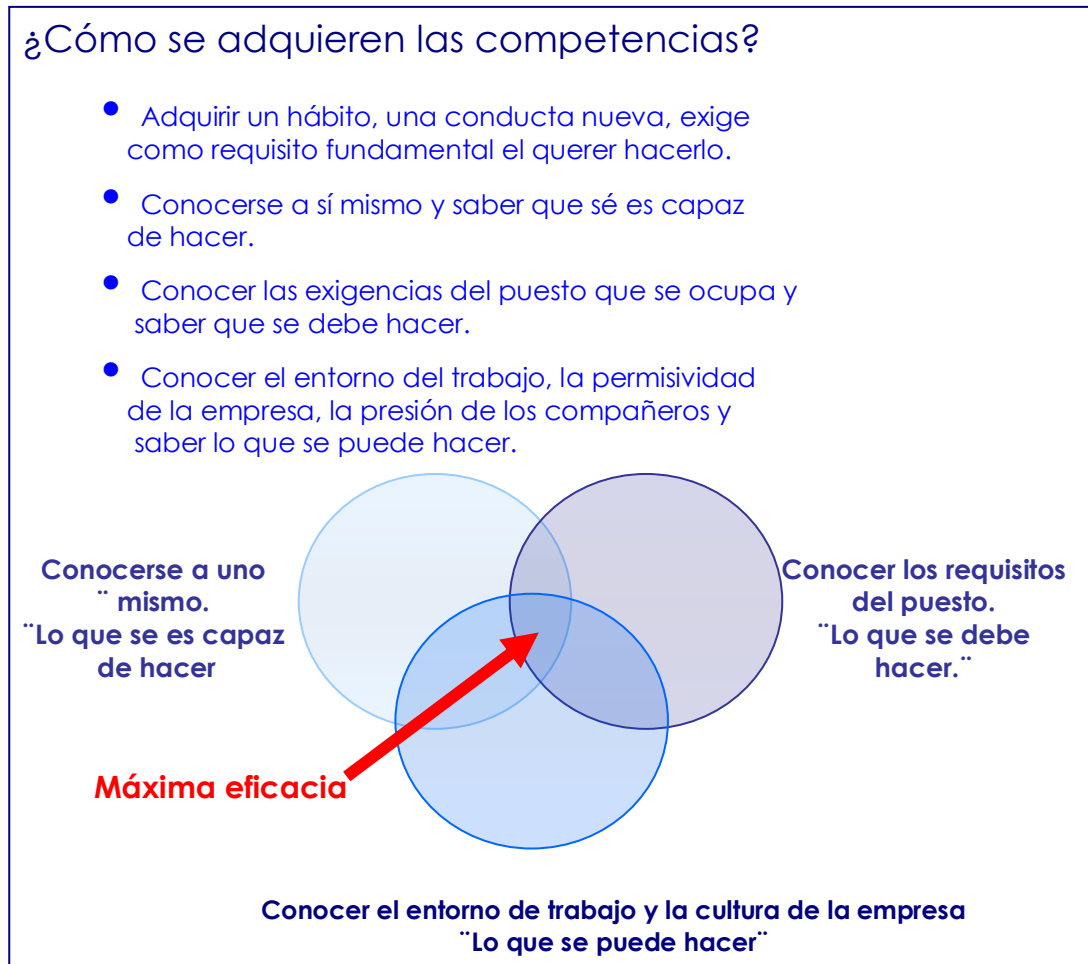 ¿Cómo se adquieren las competencias?
• Adquirir un hábito, una conducta nueva, exige
como requisito fundamental el querer hacerlo.
• Conocerse a sí mismo y saber que sé es capaz
de hacer.
• Conocer las exigencias del puesto que se ocupa y
saber que se debe hacer.
• Conocer el entorno del trabajo, la permisividad
de la empresa, la presión de los compañeros y
saber lo que se puede hacer.
Conocerse a uno
¨ mismo.
¨Lo que se es capaz
de hacer
Conocer los requisitos
del puesto.
¨Lo que se debe
hacer.¨
Máxima eficacia
Conocer el entorno de trabajo y la cultura de la empresa
¨Lo que se puede hacer¨